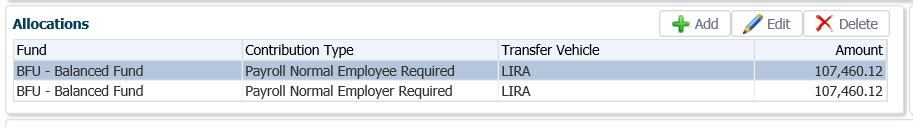 Allocations Add Edit Delete
Fund Contribution Type Transfer Vehicle Amount
BFU - Balanced Fund Payroll Normal Employee Required LIRA 107,460.12
BFU - Balanced Fund Payroll Normal Employer Required LIRA 107,460.12